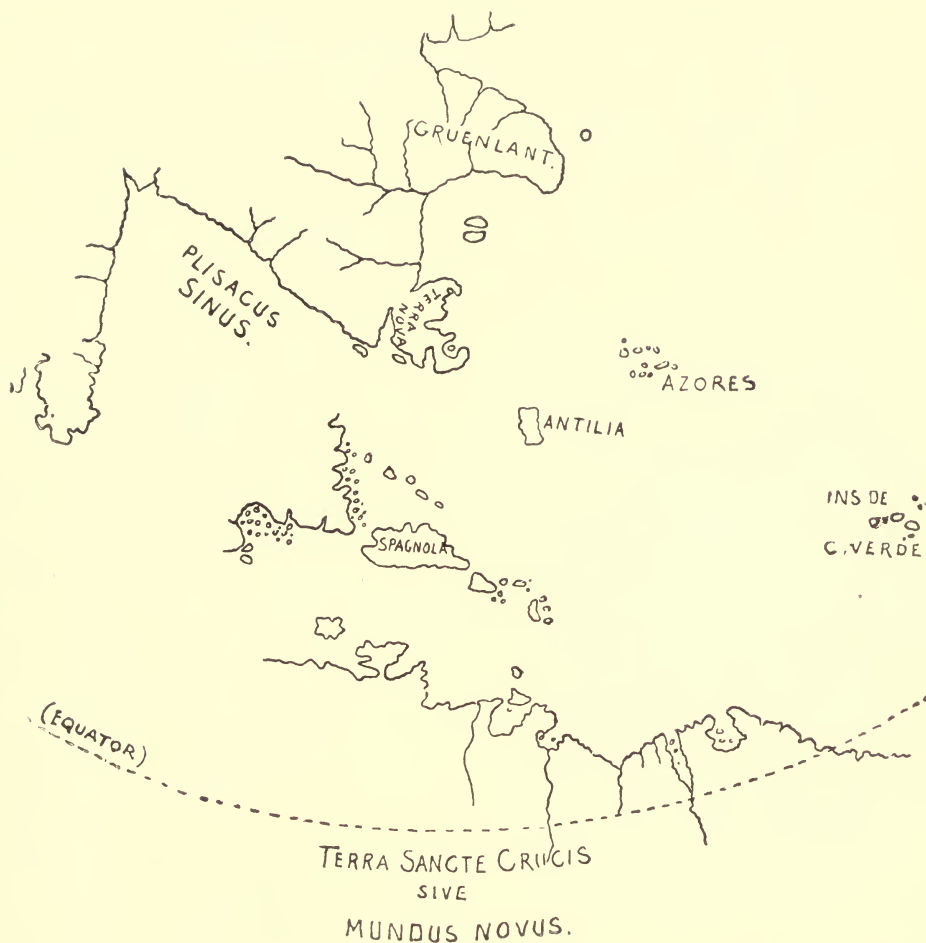 GRUENLANT.
PLISACUS
SINUS.
TERRA
NOVA
AZORES
ANTILIA
INS DE
C. VERDE
SPAGNOLA
(EQUATOR)
TERRA SANCTE CRUCIS
SIVE
MUNDUS NOVUS.